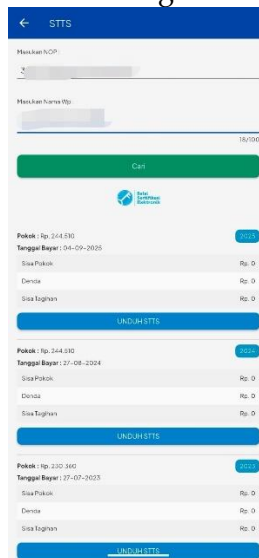 STTS
Masukan NOP:
Masukan Nama Wp:
18/100
Cari
Balai
Sertifikasi
Elektronik
Pokok : Rp. 244.510
2025
Tanggal Bayar : 04-09-2025
Sisa Pokok Rp. 0
Denda Rp. 0
Sisa Tagihan Rp. 0
UNDUH STTS
Pokok : Rp. 244.510
2024
Tanggal Bayar : 27-08-2024
Sisa Pokok Rp. 0
Denda Rp. 0
Sisa Tagihan Rp. 0
UNDUH STTS
Pokok : Rp. 230.360
2023
Tanggal Bayar : 27-07-2023
Sisa Pokok Rp. 0
Denda Rp. 0
Sisa Tagihan Rp. 0
UNDUH STTS